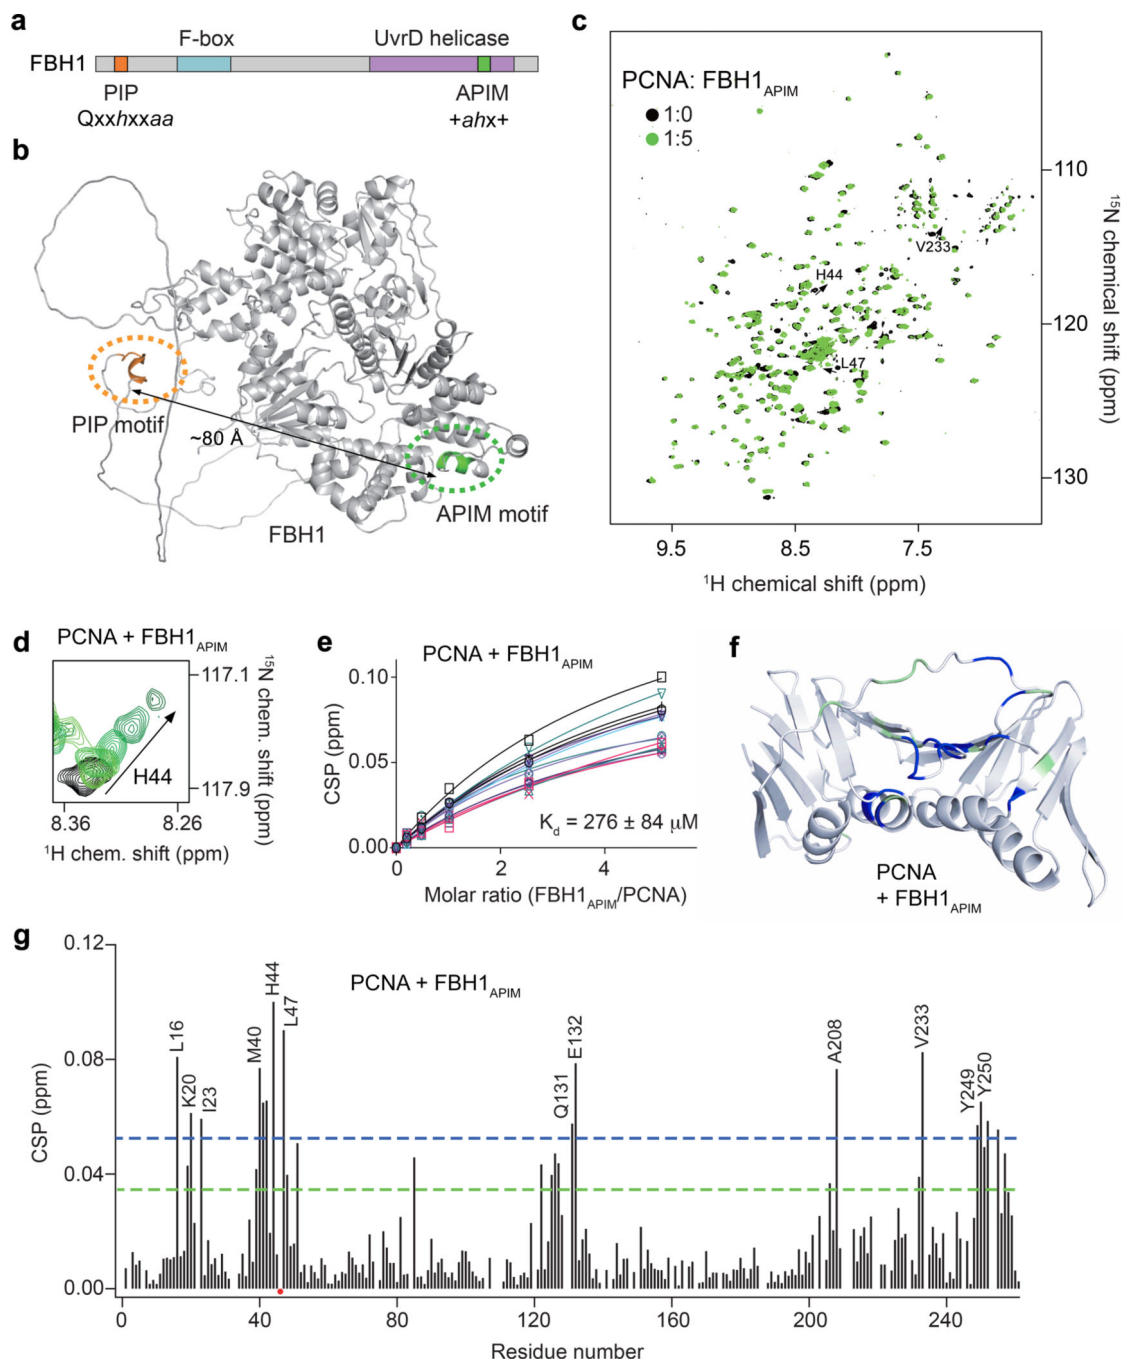 a
F-box
UvrD helicase
FBH1
PIP
APIM
Qxxhxxaa
+ahx+
b
PIP motif
~80 Å
APIM motif
FBH1
c
PCNA: FBH1APIM
1:0
1:5
V233
H44
L47
110
120
130
15N chemical shift (ppm)
9.5
8.5
7.5
1H chemical shift (ppm)
d
PCNA + FBH1APIM
H44
117.1
117.9
15N chem. shift (ppm)
8.36
8.26
1H chem. shift (ppm)
e
PCNA + FBH1APIM
CSP (ppm)
0.10
0.05
0.00
Kd = 276 ± 84 µM
0
2
4
Molar ratio (FBH1APIM/PCNA)
f
PCNA
+ FBH1APIM
g
PCNA + FBH1APIM
CSP (ppm)
0.12
0.08
0.04
0.00
L16
K20
I23
M40
H44
L47
Q131
E132
A208
V233
Y249
Y250
0
40
80
120
160
200
240
Residue number